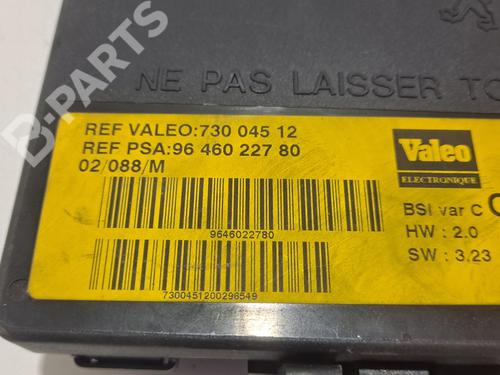 B-PARTS
NE PAS LAISSER TO
REF VALEO:730 045 12
REF PSA:96 460 227 80
02/088/M
Valeo
ELECTRONIQUE
9646022780
BSI var C
HW : 2.0
SW : 3.23
7300451200296549